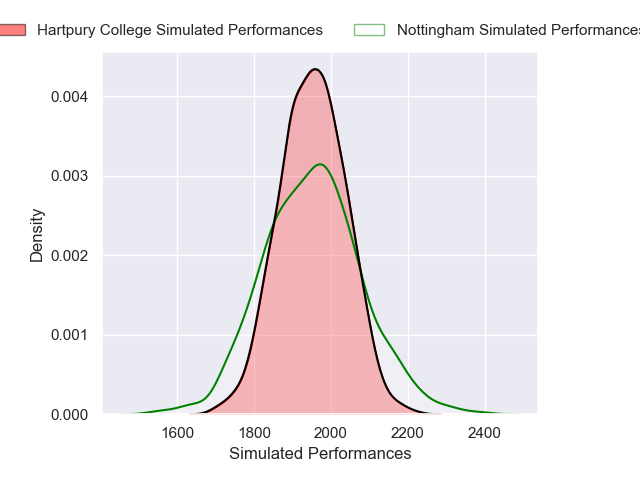 Hartpury College Simulated Performances
Nottingham Simulated Performances
0.004
0.003
0.002
0.001
0.000
Density
1600 1800 2000 2200 2400
Simulated Performances